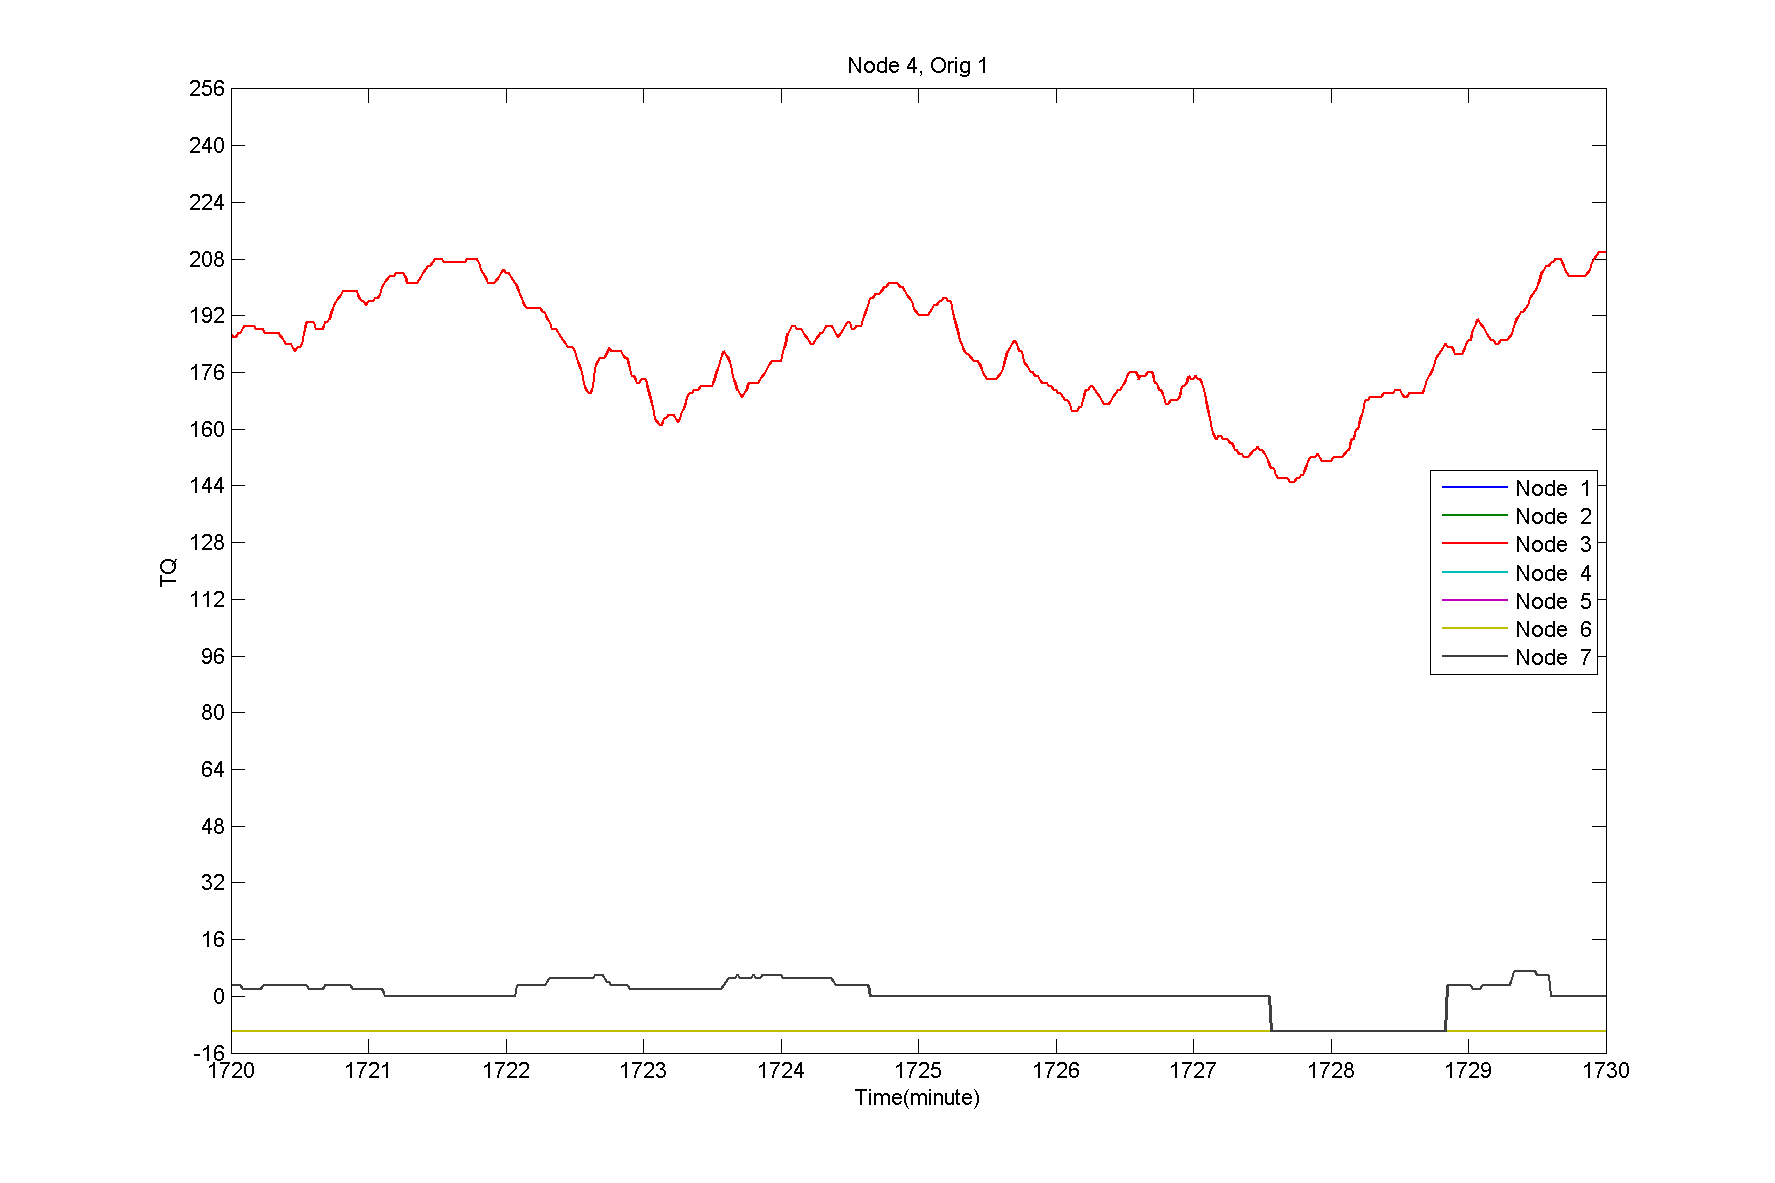 Node 4, Orig 1
256
240
224
208
192
176
160
144
128
112
96
80
64
48
32
16
0
-16
TQ
Node 1
Node 2
Node 3
Node 4
Node 5
Node 6
Node 7
1720 1721 1722 1723 1724 1725 1726 1727 1728 1729 1730
Time(minute)